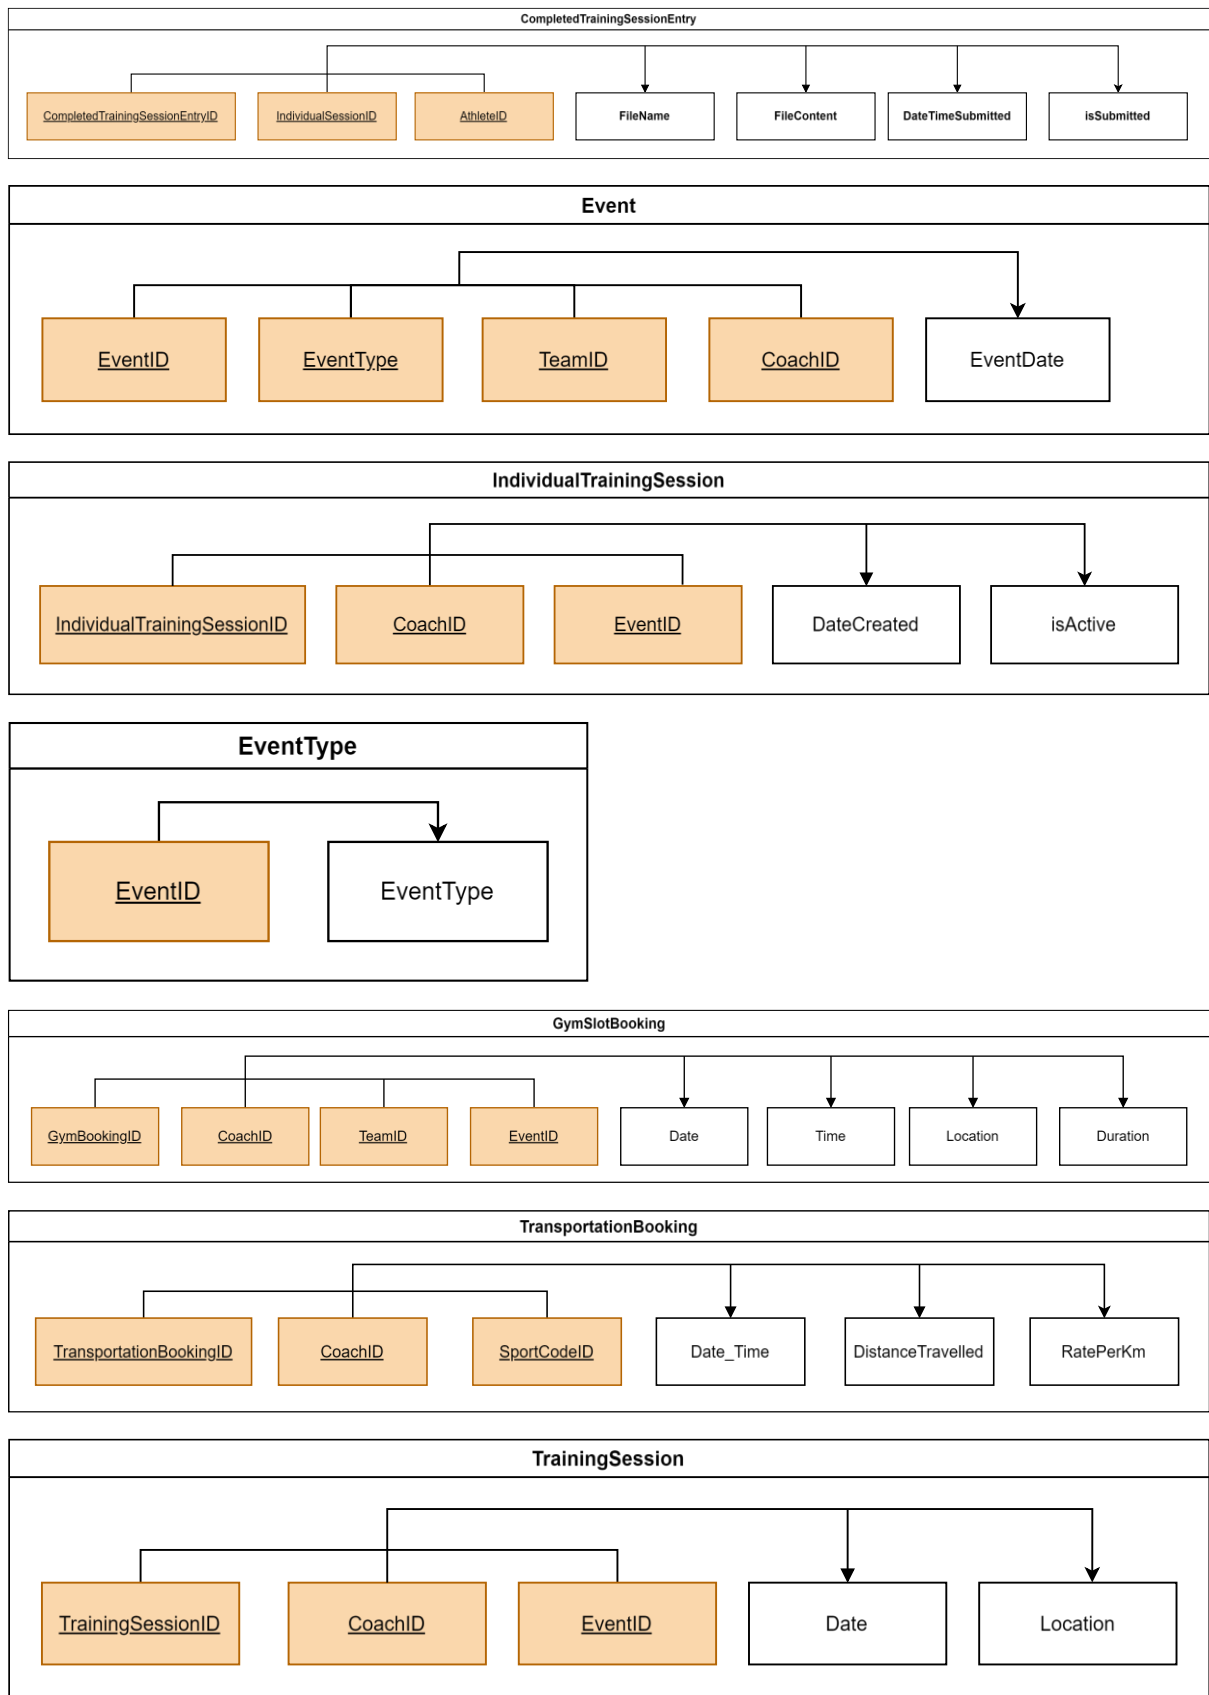 CompletedTrainingSessionEntry
CompletedTrainingSessionEntryID IndividualSessionID AthleteID FileName FileContent DateTimeSubmitted isSubmitted
Event
EventID EventType TeamID CoachID EventDate
IndividualTrainingSession
IndividualTrainingSessionID CoachID EventID DateCreated isActive
EventType
EventID EventType
GymSlotBooking
GymBookingID CoachID TeamID EventID Date Time Location Duration
TransportationBooking
TransportationBookingID CoachID SportCodeID Date_Time DistanceTravelled RatePerKm
TrainingSession
TrainingSessionID CoachID EventID Date Location